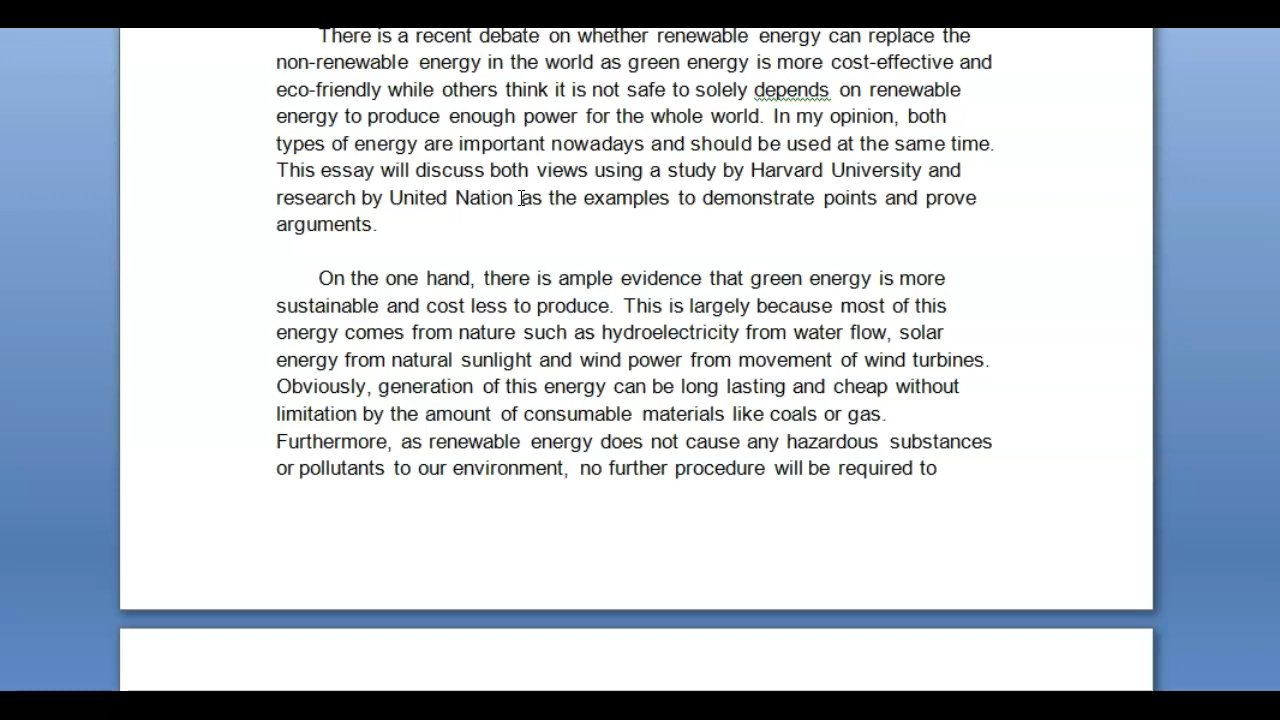 There is a recent debate on whether renewable energy can replace the
non-renewable energy in the world as green energy is more cost-effective and
eco-friendly while others think it is not safe to solely depends on renewable
energy to produce enough power for the whole world. In my opinion, both
types of energy are important nowadays and should be used at the same time.
This essay will discuss both views using a study by Harvard University and
research by United Nation as the examples to demonstrate points and prove
arguments.
On the one hand, there is ample evidence that green energy is more
sustainable and cost less to produce. This is largely because most of this
energy comes from nature such as hydroelectricity from water flow, solar
energy from natural sunlight and wind power from movement of wind turbines.
Obviously, generation of this energy can be long lasting and cheap without
limitation by the amount of consumable materials like coals or gas.
Furthermore, as renewable energy does not cause any hazardous substances
or pollutants to our environment, no further procedure will be required to